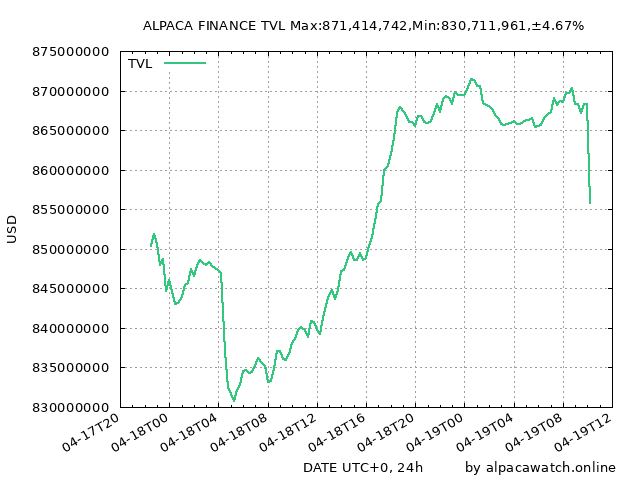 ALPACA FINANCE TVL Max:871,414,742,Min:830,711,961,±4.67%
TVL
875000000
870000000
865000000
860000000
855000000
850000000
845000000
840000000
835000000
830000000
USD
04-17T20
04-18T00
04-18T04
04-18T08
04-18T12
04-18T16
04-18T20
04-19T00
04-19T04
04-19T08
04-19T12
DATE UTC+0, 24h
by alpacawatch.online